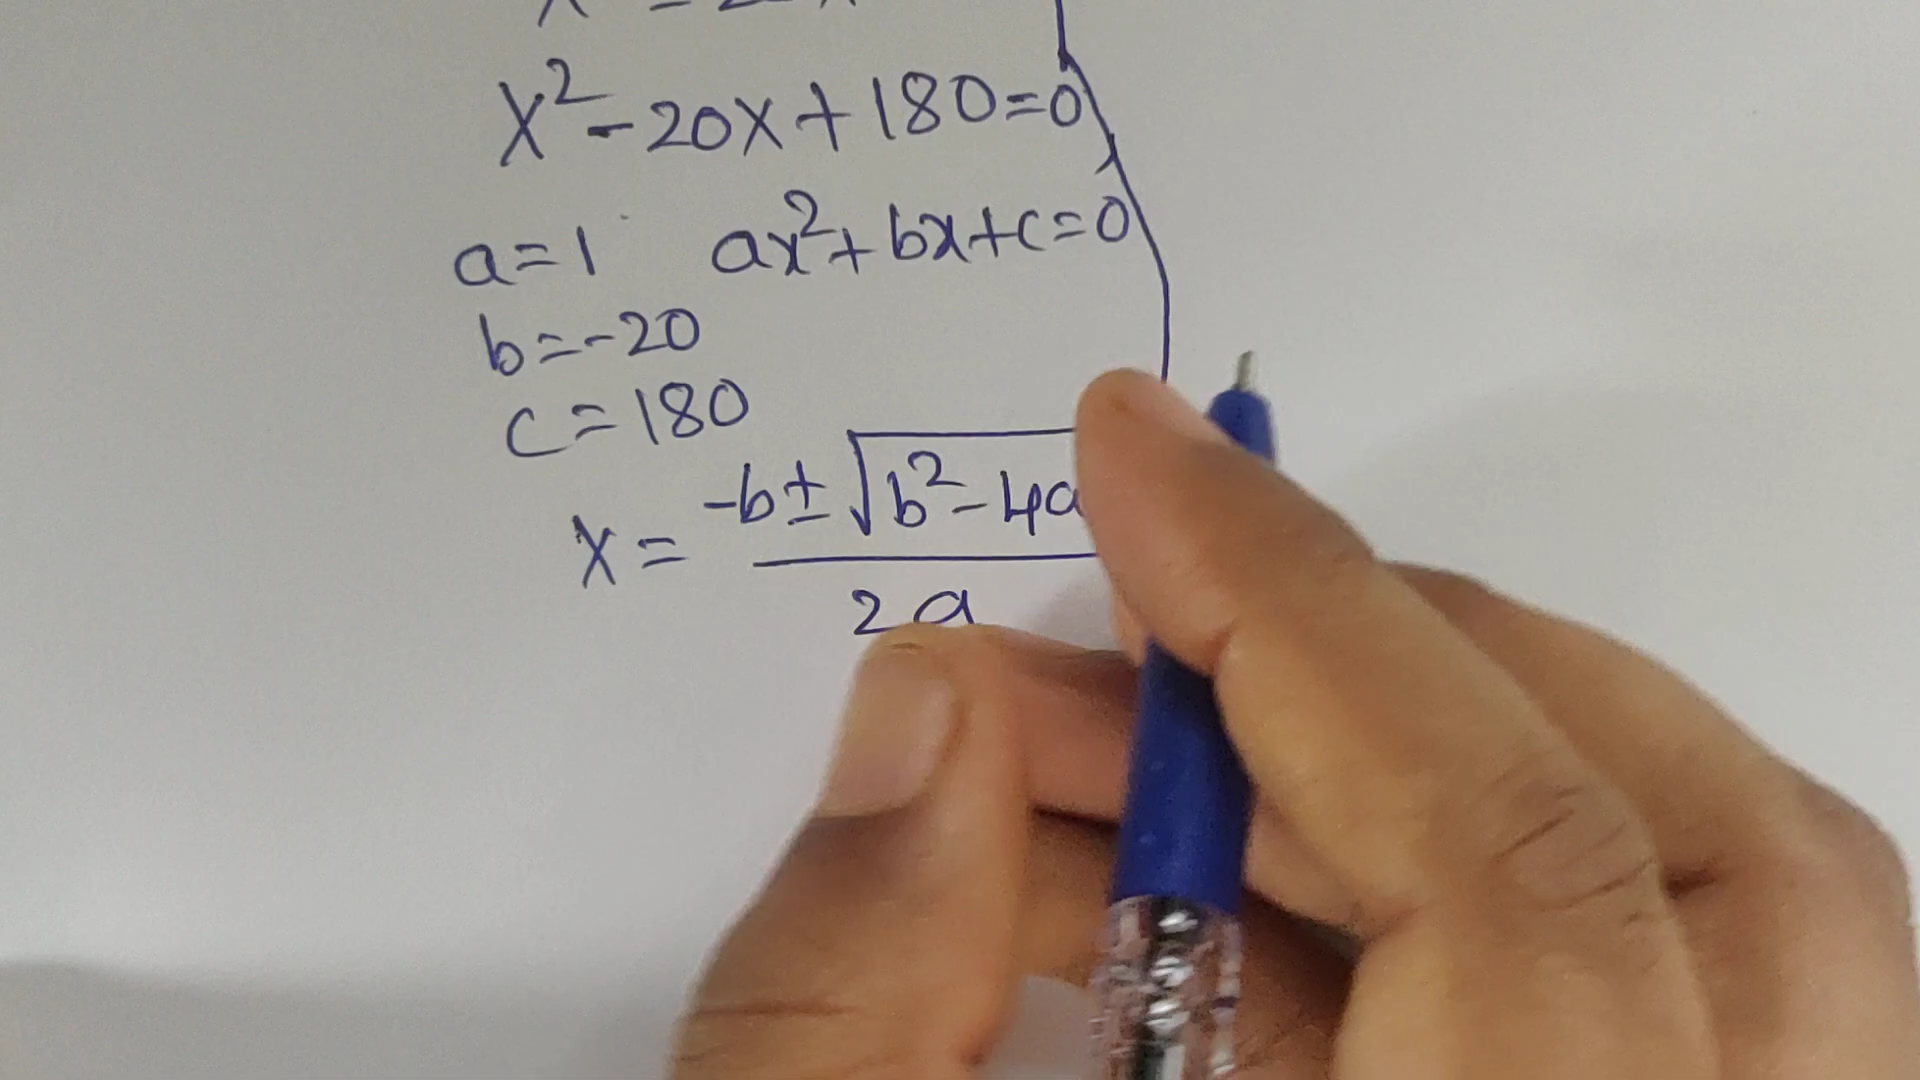 x²-20x+180=0
a=1 ax²+bx+c=0
b=-20
c=180
x= -b±√b²-4a
2a